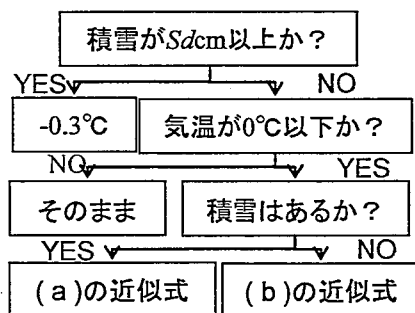 積雪がSdcm以上か？
YES NO
-0.3℃ 気温が0℃以下か？
NO YES
そのまま 積雪はあるか？
YES NO
(a)の近似式 (b)の近似式